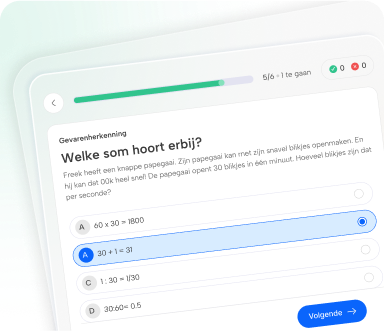 5/6 - 1 te gaan
0
0
Gevarenherkenning
Welke som hoort erbij?
Freek heeft een knappe papegaai. Zijn papegaai kan met zijn snavel blikjes openmaken. En
hij kan dat 00k heel snel! De papegaai opent 30 blikjes in één minuut. Hoeveel blikjes zijn dat
per seconde?
A 60 x 30 = 1800
A 30 + 1 = 31
C 1 : 30 = 1/30
D 30:60= 0.5
Volgende